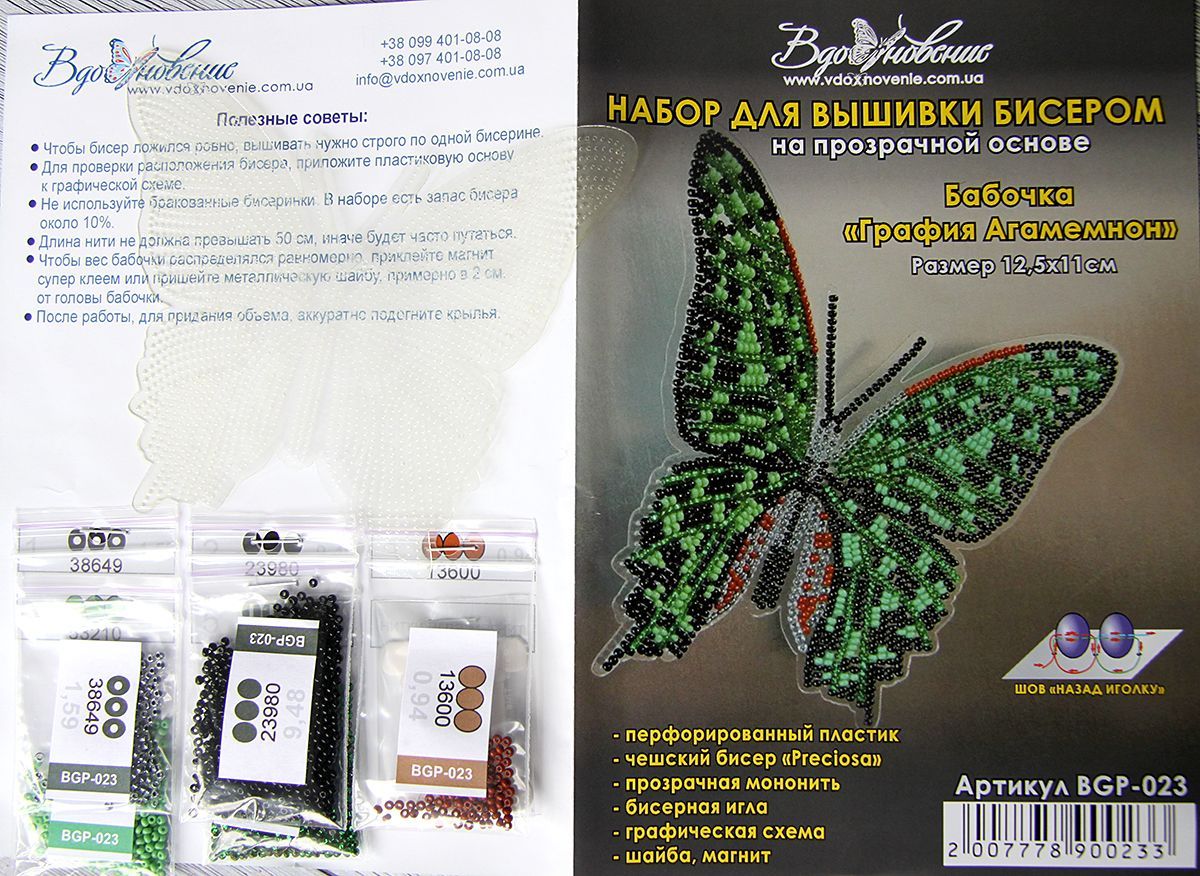 Вдохновение
www.vdoxnovenie.com.ua
+38 099 401-08-08
+38 097 401-08-08
info@vdoxnovenie.com.ua
Полезные советы:
● Чтобы бисер ложился ровно, вышивать нужно строго по одной бисерине.
● Для проверки расположения бисера, приложите пластиковую основу
к графической схеме.
● Не используйте бракованные бисеринки. В наборе есть запас бисера
около 10%.
● Длина нити не должна превышать 50 см, иначе будет часто путаться.
● Чтобы вес бабочки распределялся равномерно, приклейте магнит
супер клеем или пришейте металлическую шайбу, примерно в 2 см.
от головы бабочки.
● После работы, для придания объема, аккуратно подогните крылья.
38649
23980
13600
53210
38649
1,59
BGP-023
BGP-023
BGP-023
23980
9,48
13600
0,94
BGP-023
Вдохновение
www.vdoxnovenie.com.ua
НАБОР ДЛЯ ВЫШИВКИ БИСЕРОМ
на прозрачной основе
Бабочка
«Графия Агамемнон»
Размер 12,5х11см
ШОВ «НАЗАД ИГОЛКУ»
- перфорированный пластик
- чешский бисер «Preciosa»
- прозрачная мононить
- бисерная игла
- графическая схема
- шайба, магнит
Артикул BGP-023
2 007778 900233